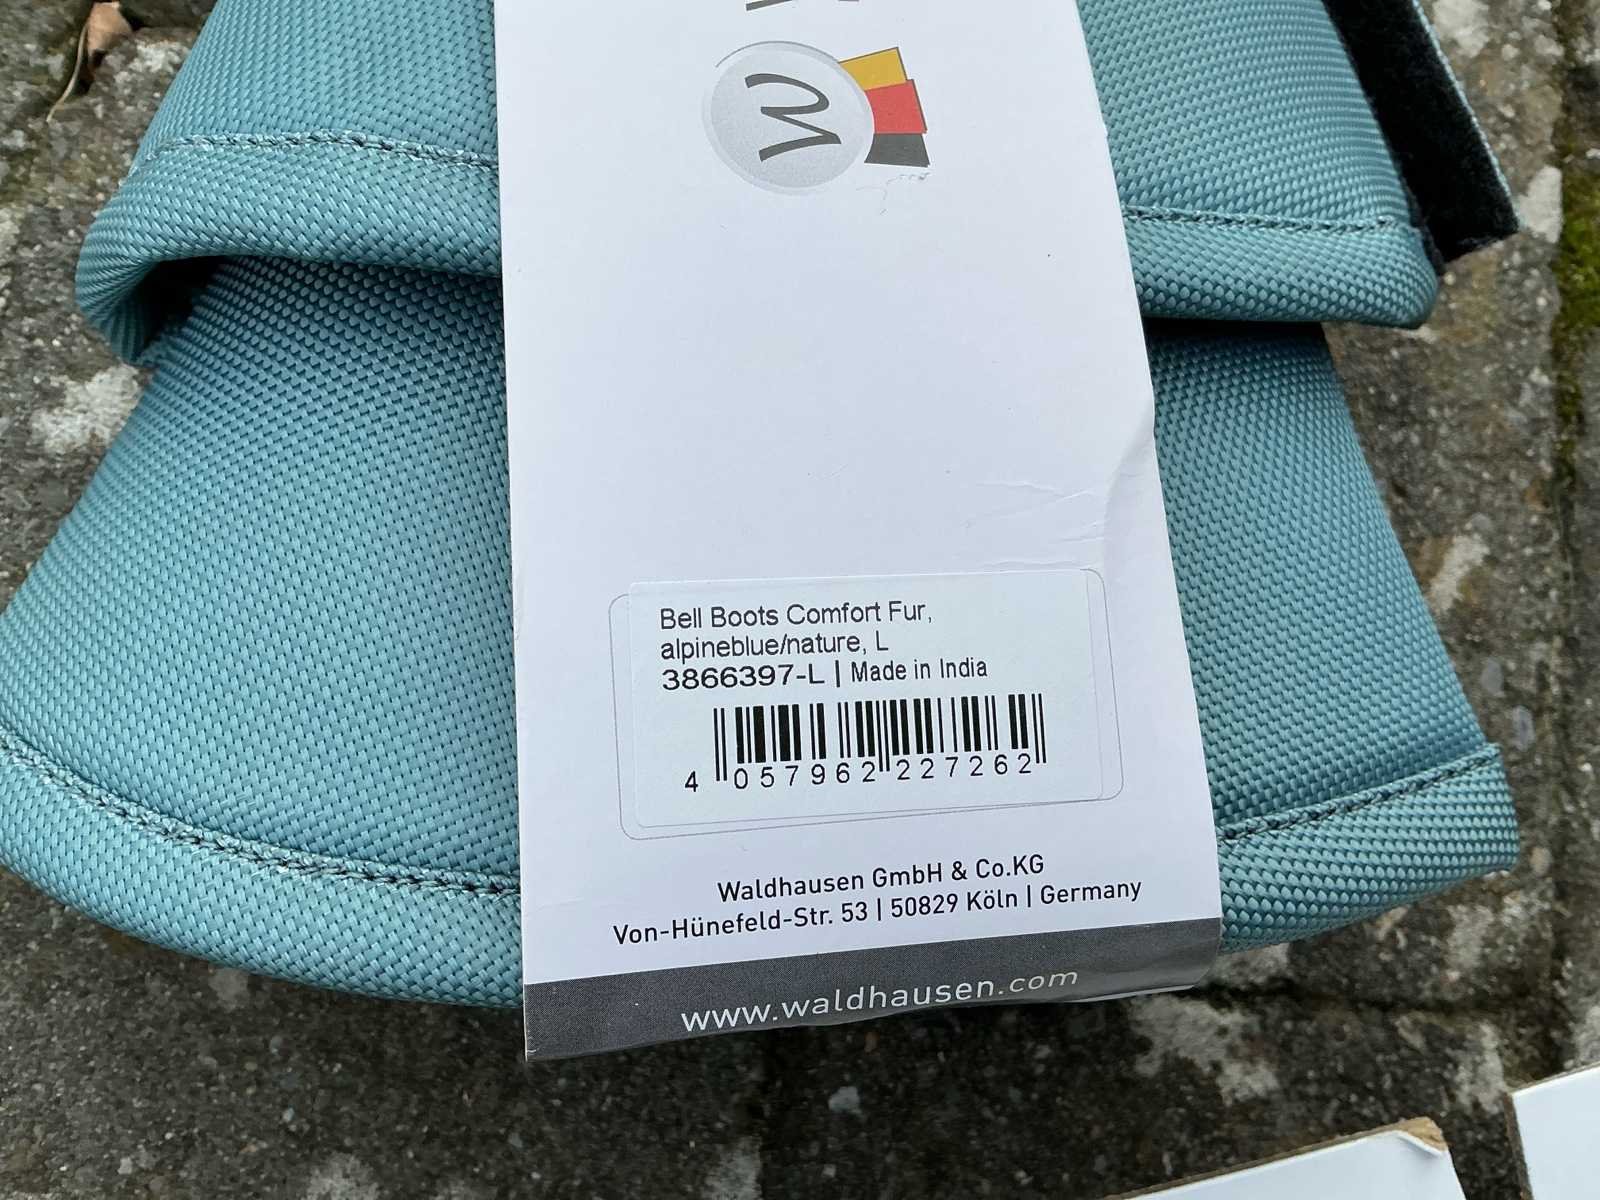 W
Bell Boots Comfort Fur,
alpineblue/nature, L
3866397-L | Made in India
4 057962 227262
Waldhausen GmbH & Co.KG
Von-Hünefeld-Str. 53 | 50829 Köln | Germany
www.waldhausen.com